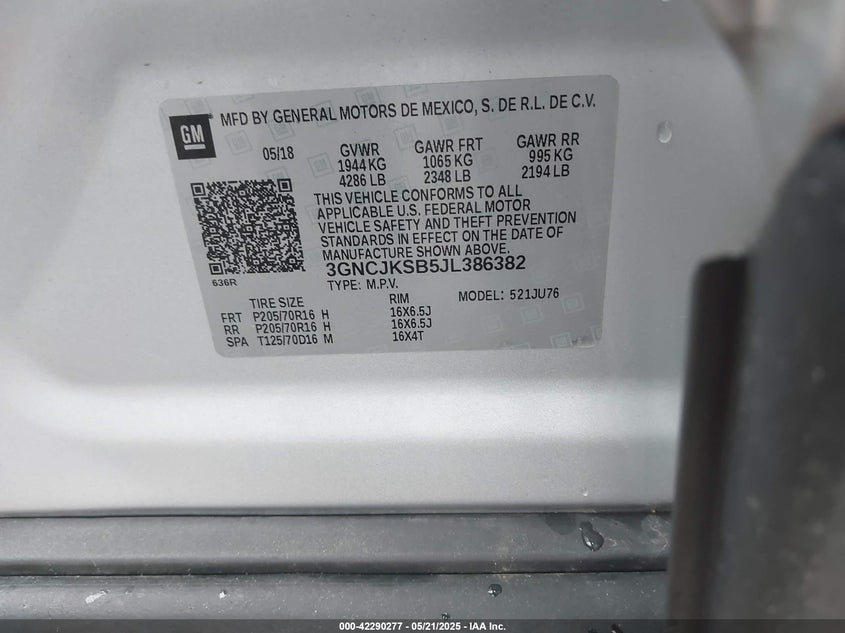 GM
MFD BY GENERAL MOTORS DE MEXICO, S. DE R.L. DE C.V.
05/18 GVWR GAWR FRT GAWR RR
1944 KG 1065 KG 995 KG
4286 LB 2348 LB 2194 LB
THIS VEHICLE CONFORMS TO ALL
APPLICABLE U.S. FEDERAL MOTOR
VEHICLE SAFETY AND THEFT PREVENTION
STANDARDS IN EFFECT ON THE DATE OF
MANUFACTURE SHOWN ABOVE.
636R
3GNCJKSB5JL386382
TYPE: M.P.V.
TIRE SIZE RIM MODEL: 521JU76
FRT P205/70R16 H 16X6.5J
RR P205/70R16 H 16X6.5J
SPA T125/70D16 M 16X4T
000-42290277 - 05/21/2025 - IAA Inc.